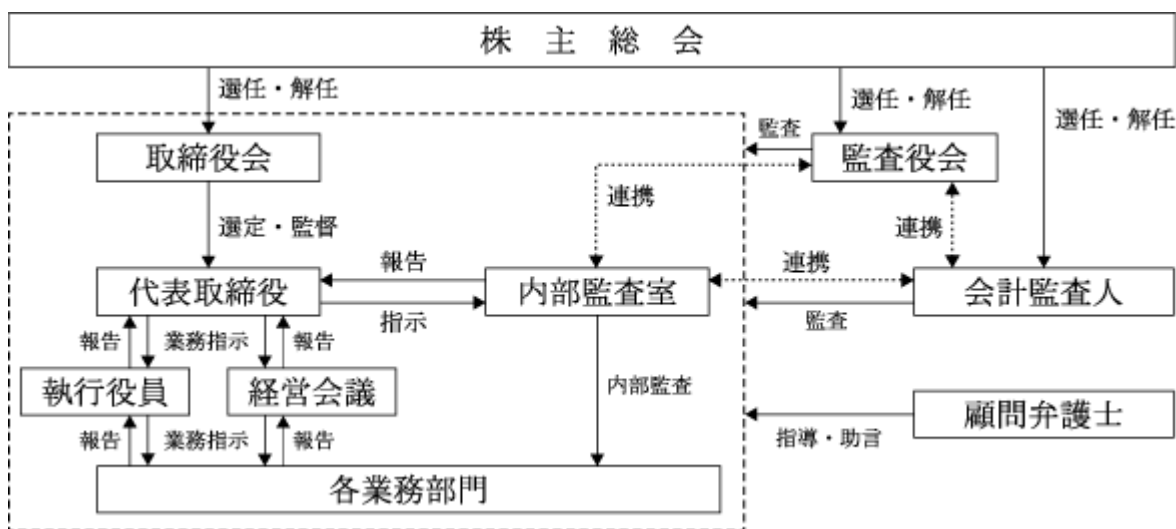 株主総会
選任・解任
選任・解任
選任・解任
監査
取締役会
監査役会
連携
連携
選定・監督
報告
連携
代表取締役
内部監査室
会計監査人
指示
監査
報告
業務指示
報告
執行役員
経営会議
内部監査
顧問弁護士
報告
業務指示
報告
指導・助言
各業務部門